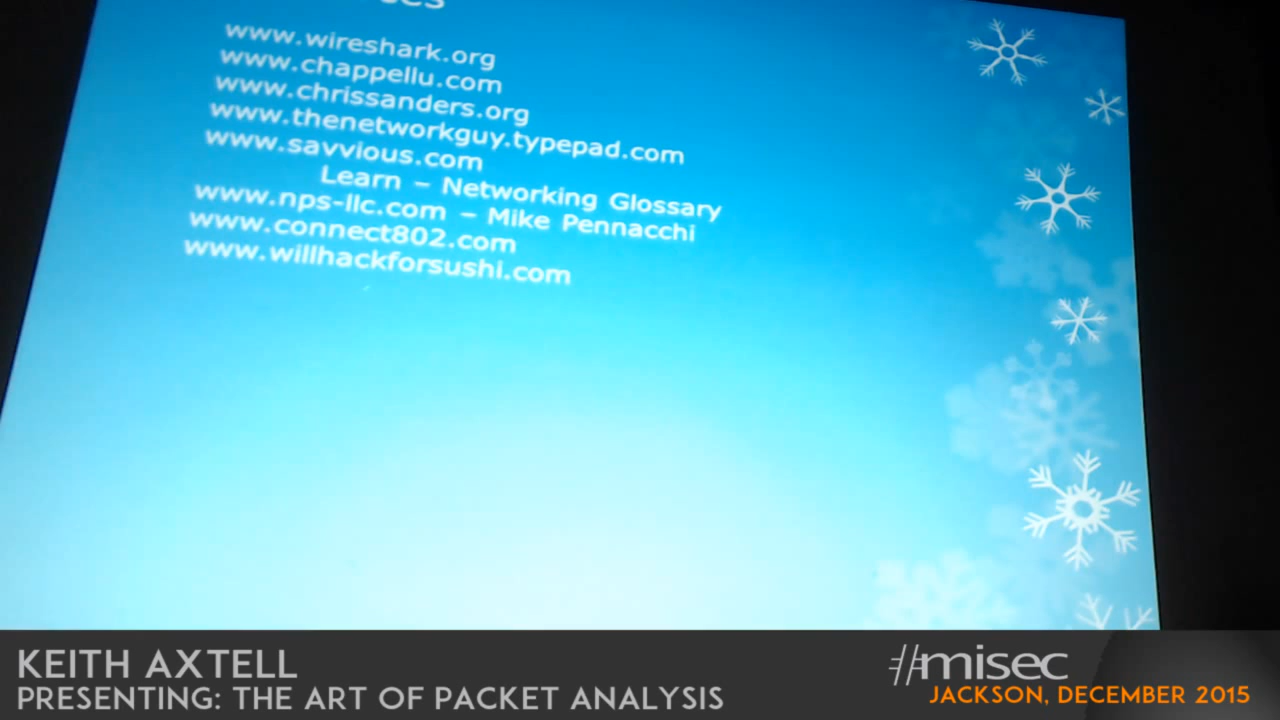 www.wireshark.org
www.chappellu.com
www.chrissanders.org
www.thenetworkguy.typepad.com
www.savvious.com
Learn – Networking Glossary
www.nps-llc.com – Mike Pennacchi
www.connect802.com
www.willhackforsushi.com
KEITH AXTELL
PRESENTING: THE ART OF PACKET ANALYSIS
#misec
JACKSON, DECEMBER 2015